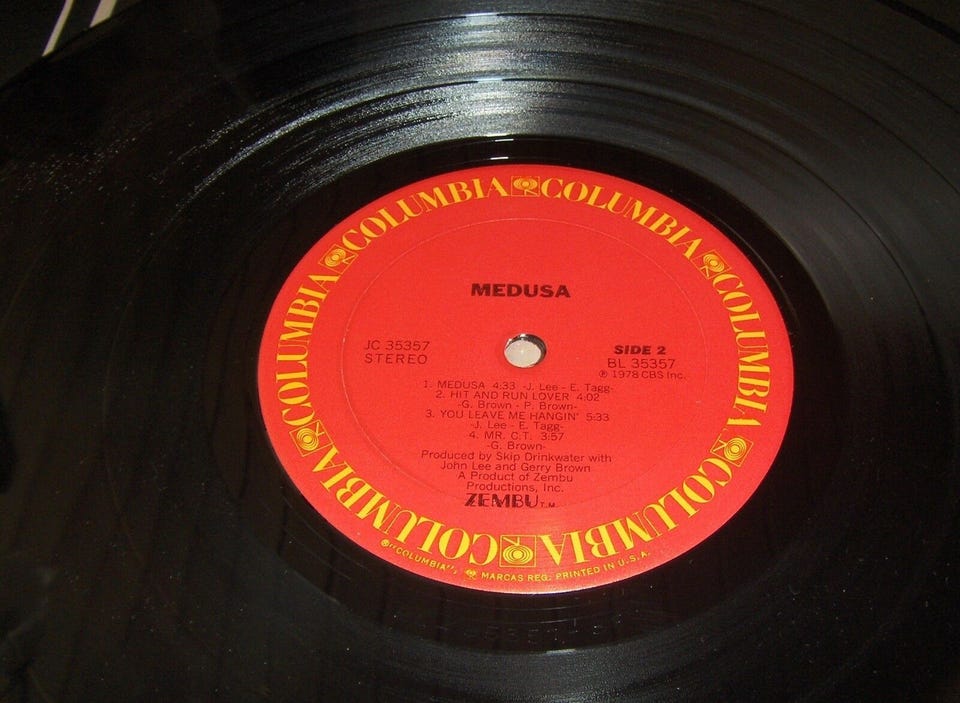 COLUMBIA COLUMBIA COLUMBIA COLUMBIA COLUMBIA COLUMBIA COLUMBIA COLUMBIA
MEDUSA
JC 35357
STEREO
SIDE 2
BL 35357
℗ 1978 CBS Inc.
1. MEDUSA 4:33 -J. Lee - E. Tagg-
2. HIT AND RUN LOVER 4:02
-G. Brown - P. Brown-
3. YOU LEAVE ME HANGIN' 5:33
-J. Lee - E. Tagg-
4. MR. C.T. 3:57
-G. Brown-
Produced by Skip Drinkwater with
John Lee and Gerry Brown
A Product of Zembu
Productions, Inc.
ZEMBU T.M.
®"COLUMBIA", MARCAS REG. PRINTED IN U.S.A.